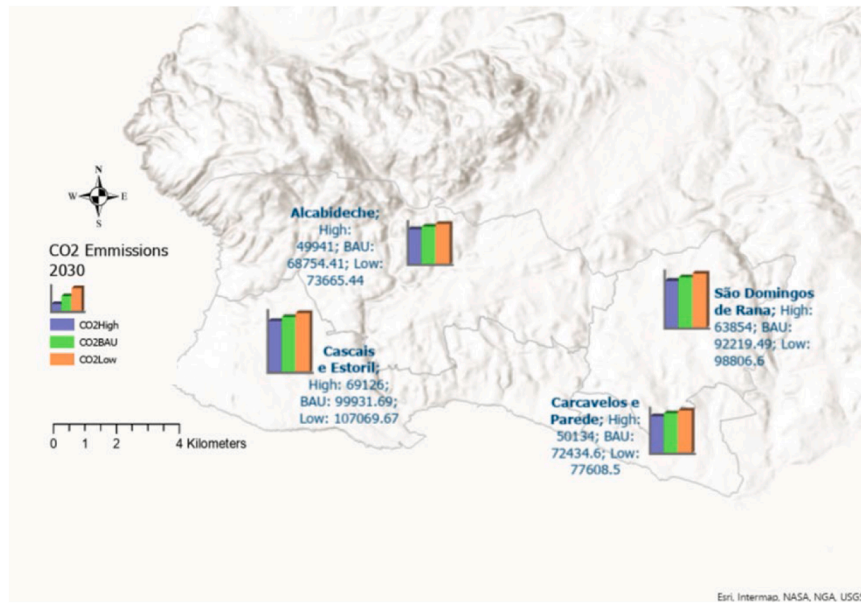 N
W E
S
CO2 Emmissions
2030
CO2High
CO2BAU
CO2Low
0 1 2 4 Kilometers
Alcabideche;
High:
49941; BAU:
68754.41; Low:
73665.44
Cascais
e Estoril;
High: 69126;
BAU: 99931.69;
Low: 107069.67
São Domingos
de Rana; High:
63854; BAU:
92219.49; Low:
98806.6
Carcavelos e
Parede; High:
50134; BAU:
72434.6; Low:
77608.5
Esri, Intermap, NASA, NGA, USGS